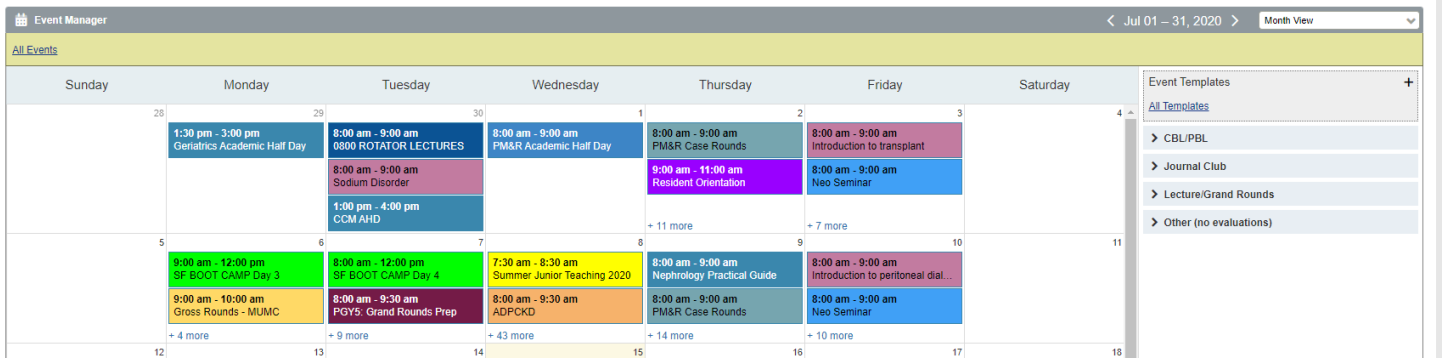 Event Manager
Jul 01 – 31, 2020
Month View
All Events
Sunday Monday Tuesday Wednesday Thursday Friday Saturday
28 29 30 1 2 3 4
1:30 pm - 3:00 pm
Geriatrics Academic Half Day
8:00 am - 9:00 am
0800 ROTATOR LECTURES
8:00 am - 9:00 am
Sodium Disorder
1:00 pm - 4:00 pm
CCM AHD
8:00 am - 9:00 am
PM&R Academic Half Day
8:00 am - 9:00 am
PM&R Case Rounds
9:00 am - 11:00 am
Resident Orientation
+ 11 more
8:00 am - 9:00 am
Introduction to transplant
8:00 am - 9:00 am
Neo Seminar
+ 7 more
5 6 7 8 9 10 11
9:00 am - 12:00 pm
SF BOOT CAMP Day 3
9:00 am - 10:00 am
Gross Rounds - MUMC
+ 4 more
8:00 am - 12:00 pm
SF BOOT CAMP Day 4
8:00 am - 9:30 am
PGY5: Grand Rounds Prep
+ 9 more
7:30 am - 8:30 am
Summer Junior Teaching 2020
8:00 am - 9:30 am
ADPCKD
+ 43 more
8:00 am - 9:00 am
Nephrology Practical Guide
8:00 am - 9:00 am
PM&R Case Rounds
+ 14 more
8:00 am - 9:00 am
Introduction to peritoneal dial...
8:00 am - 9:00 am
Neo Seminar
+ 10 more
12 13 14 15 16 17 18
Event Templates +
All Templates
CBL/PBL
Journal Club
Lecture/Grand Rounds
Other (no evaluations)